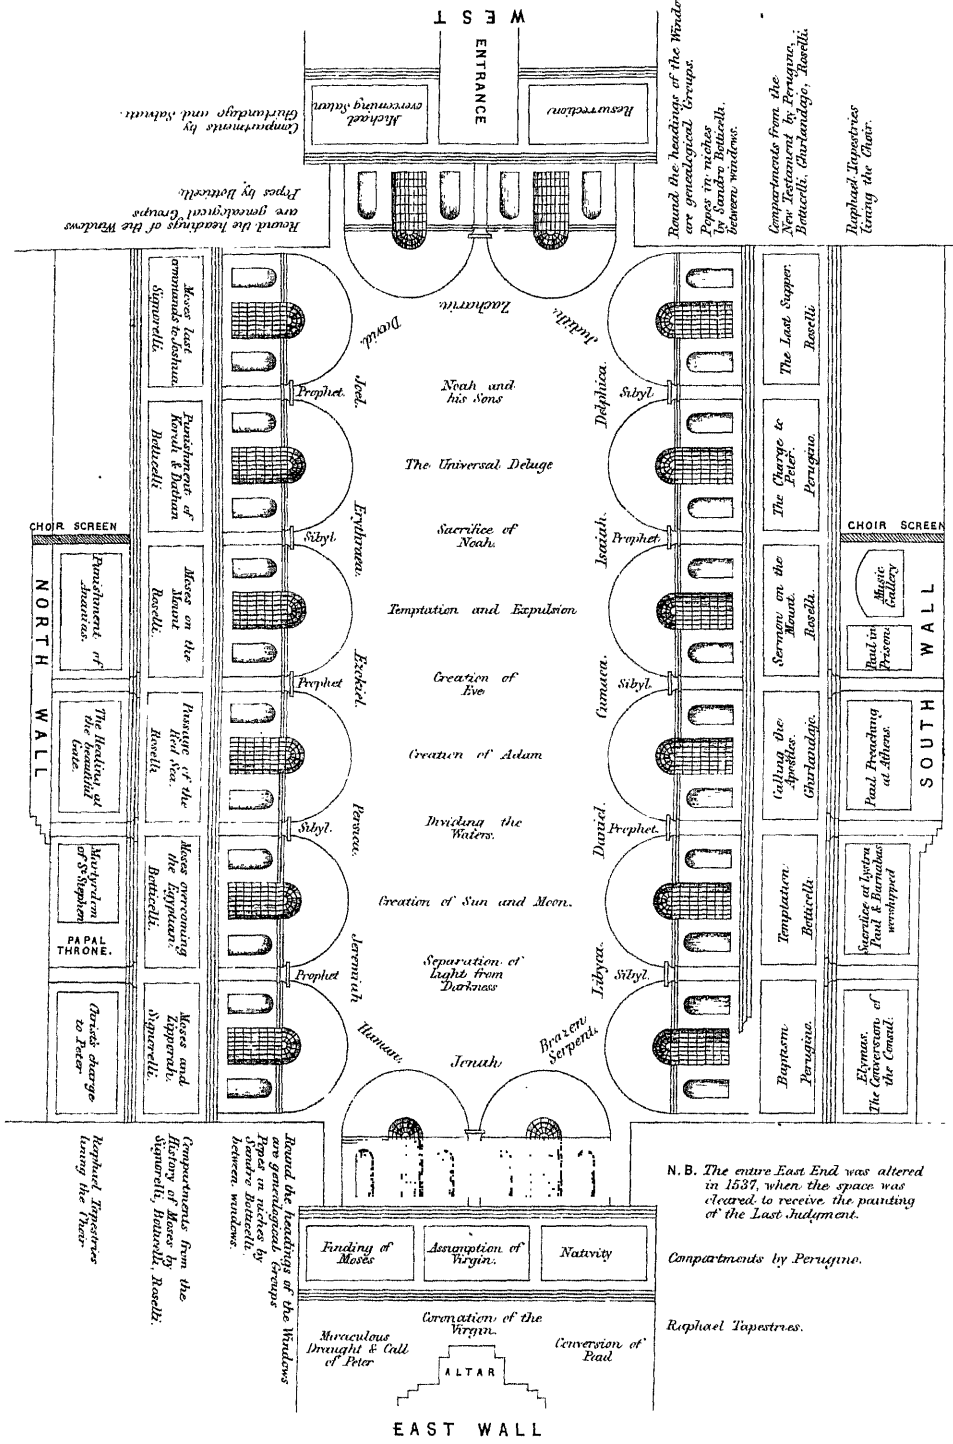 WEST
ENTRANCE
Michael
overcoming Satan
Resurrection
Compartments by
Ghirlandajo and Salviati.
Round the headings of the Windows
are genealogical Groups
Popes by Botticelli.
Round the headings of the Windo
are genealogical Groups.
Popes in niches
by Sandro Botticelli.
between windows.
Compartments from the
New Testament by Perugino,
Botticelli, Ghirlandajo, Roselli.
Raphael Tapestries
lining the Choir.
Moses last
commands to Joshua
Signorelli.
Punishment of
Korah & Dathan
Botticelli
Moses on the
Mount
Roselli.
Passage of the
Red Sea.
Roselli
Moses overcoming
the Egyptian.
Botticelli.
Moses and
Zipporah.
Signorelli.
David.
Zacharia.
Judith.
Prophet.
Joel.
Noah and
his Sons
Delphica.
Sibyl
The Universal Deluge
Sibyl
Erythraea.
Sacrifice of
Noah.
Isaiah.
Prophet
Temptation and Expulsion
Prophet
Ezekiel.
Creation of
Eve
Cumaea.
Sibyl.
Creation of Adam
Sibyl.
Persica.
Dividing the
Waters.
Daniel
Prophet.
Creation of Sun and Moon.
Prophet
Jeremiah
Separation of
Light from
Darkness
Libyca.
Sibyl.
Haman.
Jonah
Brazen
Serpent.
The Last Supper.
Roselli
The Charge to
Peter.
Perugino.
Sermon on the
Mount.
Roselli.
Calling the
Apostles.
Ghirlandajo.
Temptation
Botticelli
Baptism
Perugino.
CHOIR SCREEN
NORTH WALL
Punishment of
Ananias.
The Healing at
the beautiful
Gate.
Martyrdom
of St Stephen
PAPAL
THRONE.
Christ's charge
to Peter
CHOIR SCREEN
SOUTH WALL
Music
Gallery
Paul in
Prison.
Paul Preaching
at Athens.
Sacrifice at Lystra
Paul & Barnabas
worshipped
Elymas.
The Conversion of
the Consul.
Raphael Tapestries
lining the Choir
Compartments from the
History of Moses by
Signorelli, Botticelli, Roselli.
Round the headings of the Windows
are genealogical Groups
Popes in niches by
Sandro Botticelli
between windows.
N.B. The entire East End was altered
in 1537, when the space was
cleared to receive the painting
of the Last Judgment.
Finding of
Moses
Assumption of
Virgin.
Nativity
Compartments by Perugino.
Miraculous
Draught & Call
of Peter
Coronation of the
Virgin.
Conversion of
Paul
Raphael Tapestries.
ALTAR
EAST WALL